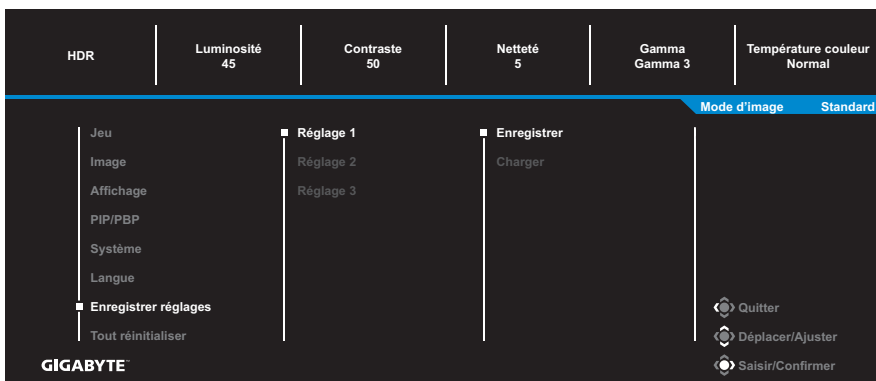 HDR
Luminosité
45
Contraste
50
Netteté
5
Gamma
Gamma 3
Température couleur
Normal
Mode d'image Standard
Jeu
Image
Affichage
PIP/PBP
Système
Langue
Enregistrer réglages
Tout réinitialiser
Réglage 1
Réglage 2
Réglage 3
Enregistrer
Charger
Quitter
Déplacer/Ajuster
Saisir/Confirmer
GIGABYTE™